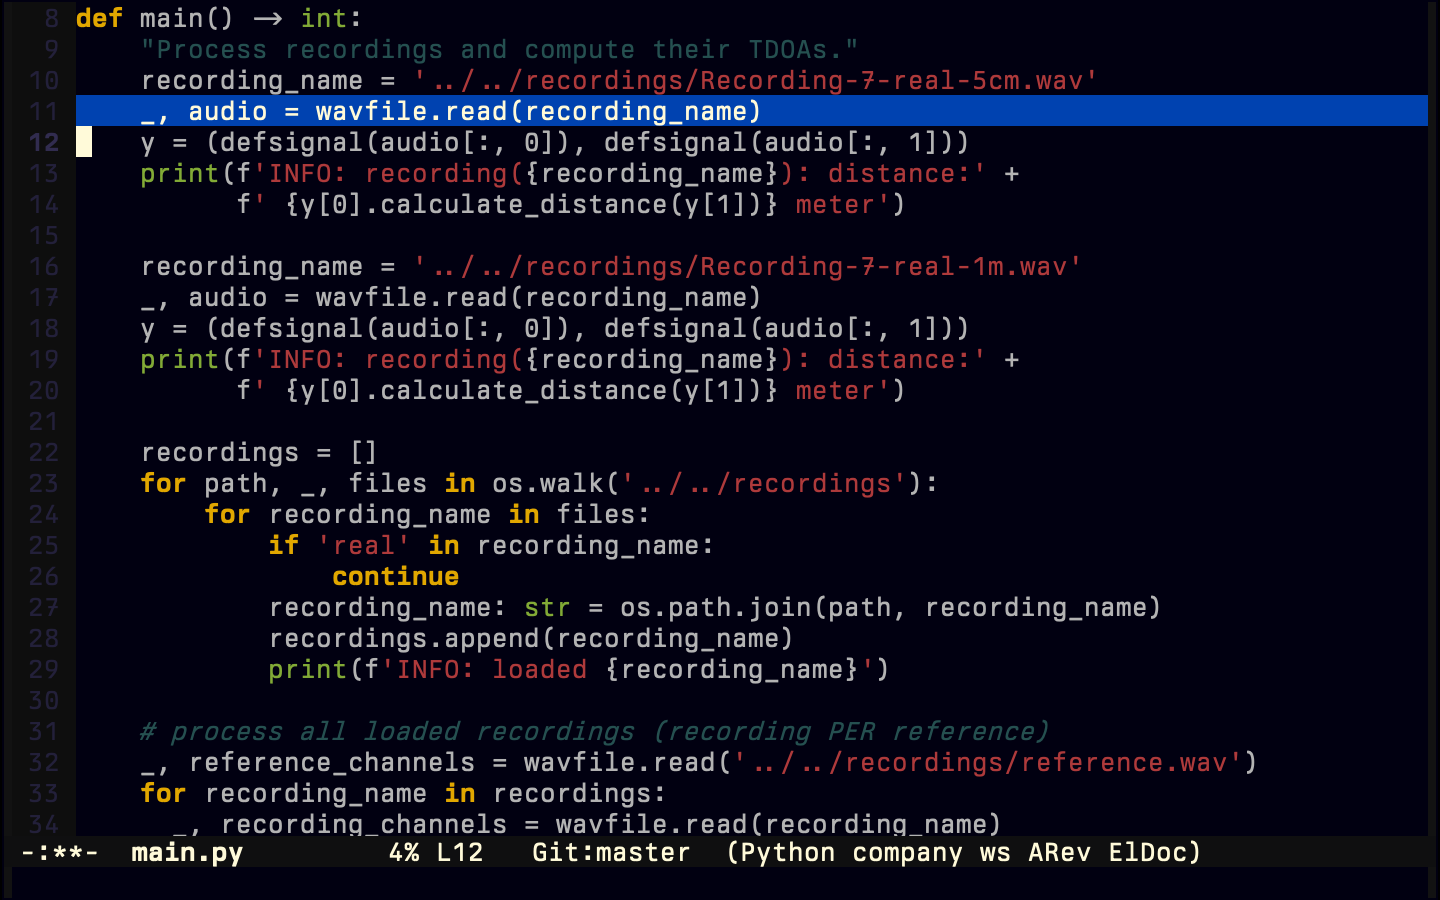 8 def main() -> int:
9     "Process recordings and compute their TDOAs."
10     recording_name = '../../recordings/Recording-7-real-5cm.wav'
11     _, audio = wavfile.read(recording_name)
12     y = (defsignal(audio[:, 0]), defsignal(audio[:, 1]))
13     print(f'INFO: recording({recording_name}): distance:' +
14           f' {y[0].calculate_distance(y[1])} meter')
15
16     recording_name = '../../recordings/Recording-7-real-1m.wav'
17     _, audio = wavfile.read(recording_name)
18     y = (defsignal(audio[:, 0]), defsignal(audio[:, 1]))
19     print(f'INFO: recording({recording_name}): distance:' +
20           f' {y[0].calculate_distance(y[1])} meter')
21
22     recordings = []
23     for path, _, files in os.walk('../../recordings'):
24         for recording_name in files:
25             if 'real' in recording_name:
26                 continue
27             recording_name: str = os.path.join(path, recording_name)
28             recordings.append(recording_name)
29             print(f'INFO: loaded {recording_name}')
30
31     # process all loaded recordings (recording PER reference)
32     _, reference_channels = wavfile.read('../../recordings/reference.wav')
33     for recording_name in recordings:
34       _, recording_channels = wavfile.read(recording_name)
-:**-  main.py         4% L12   Git:master  (Python company ws ARev ElDoc)